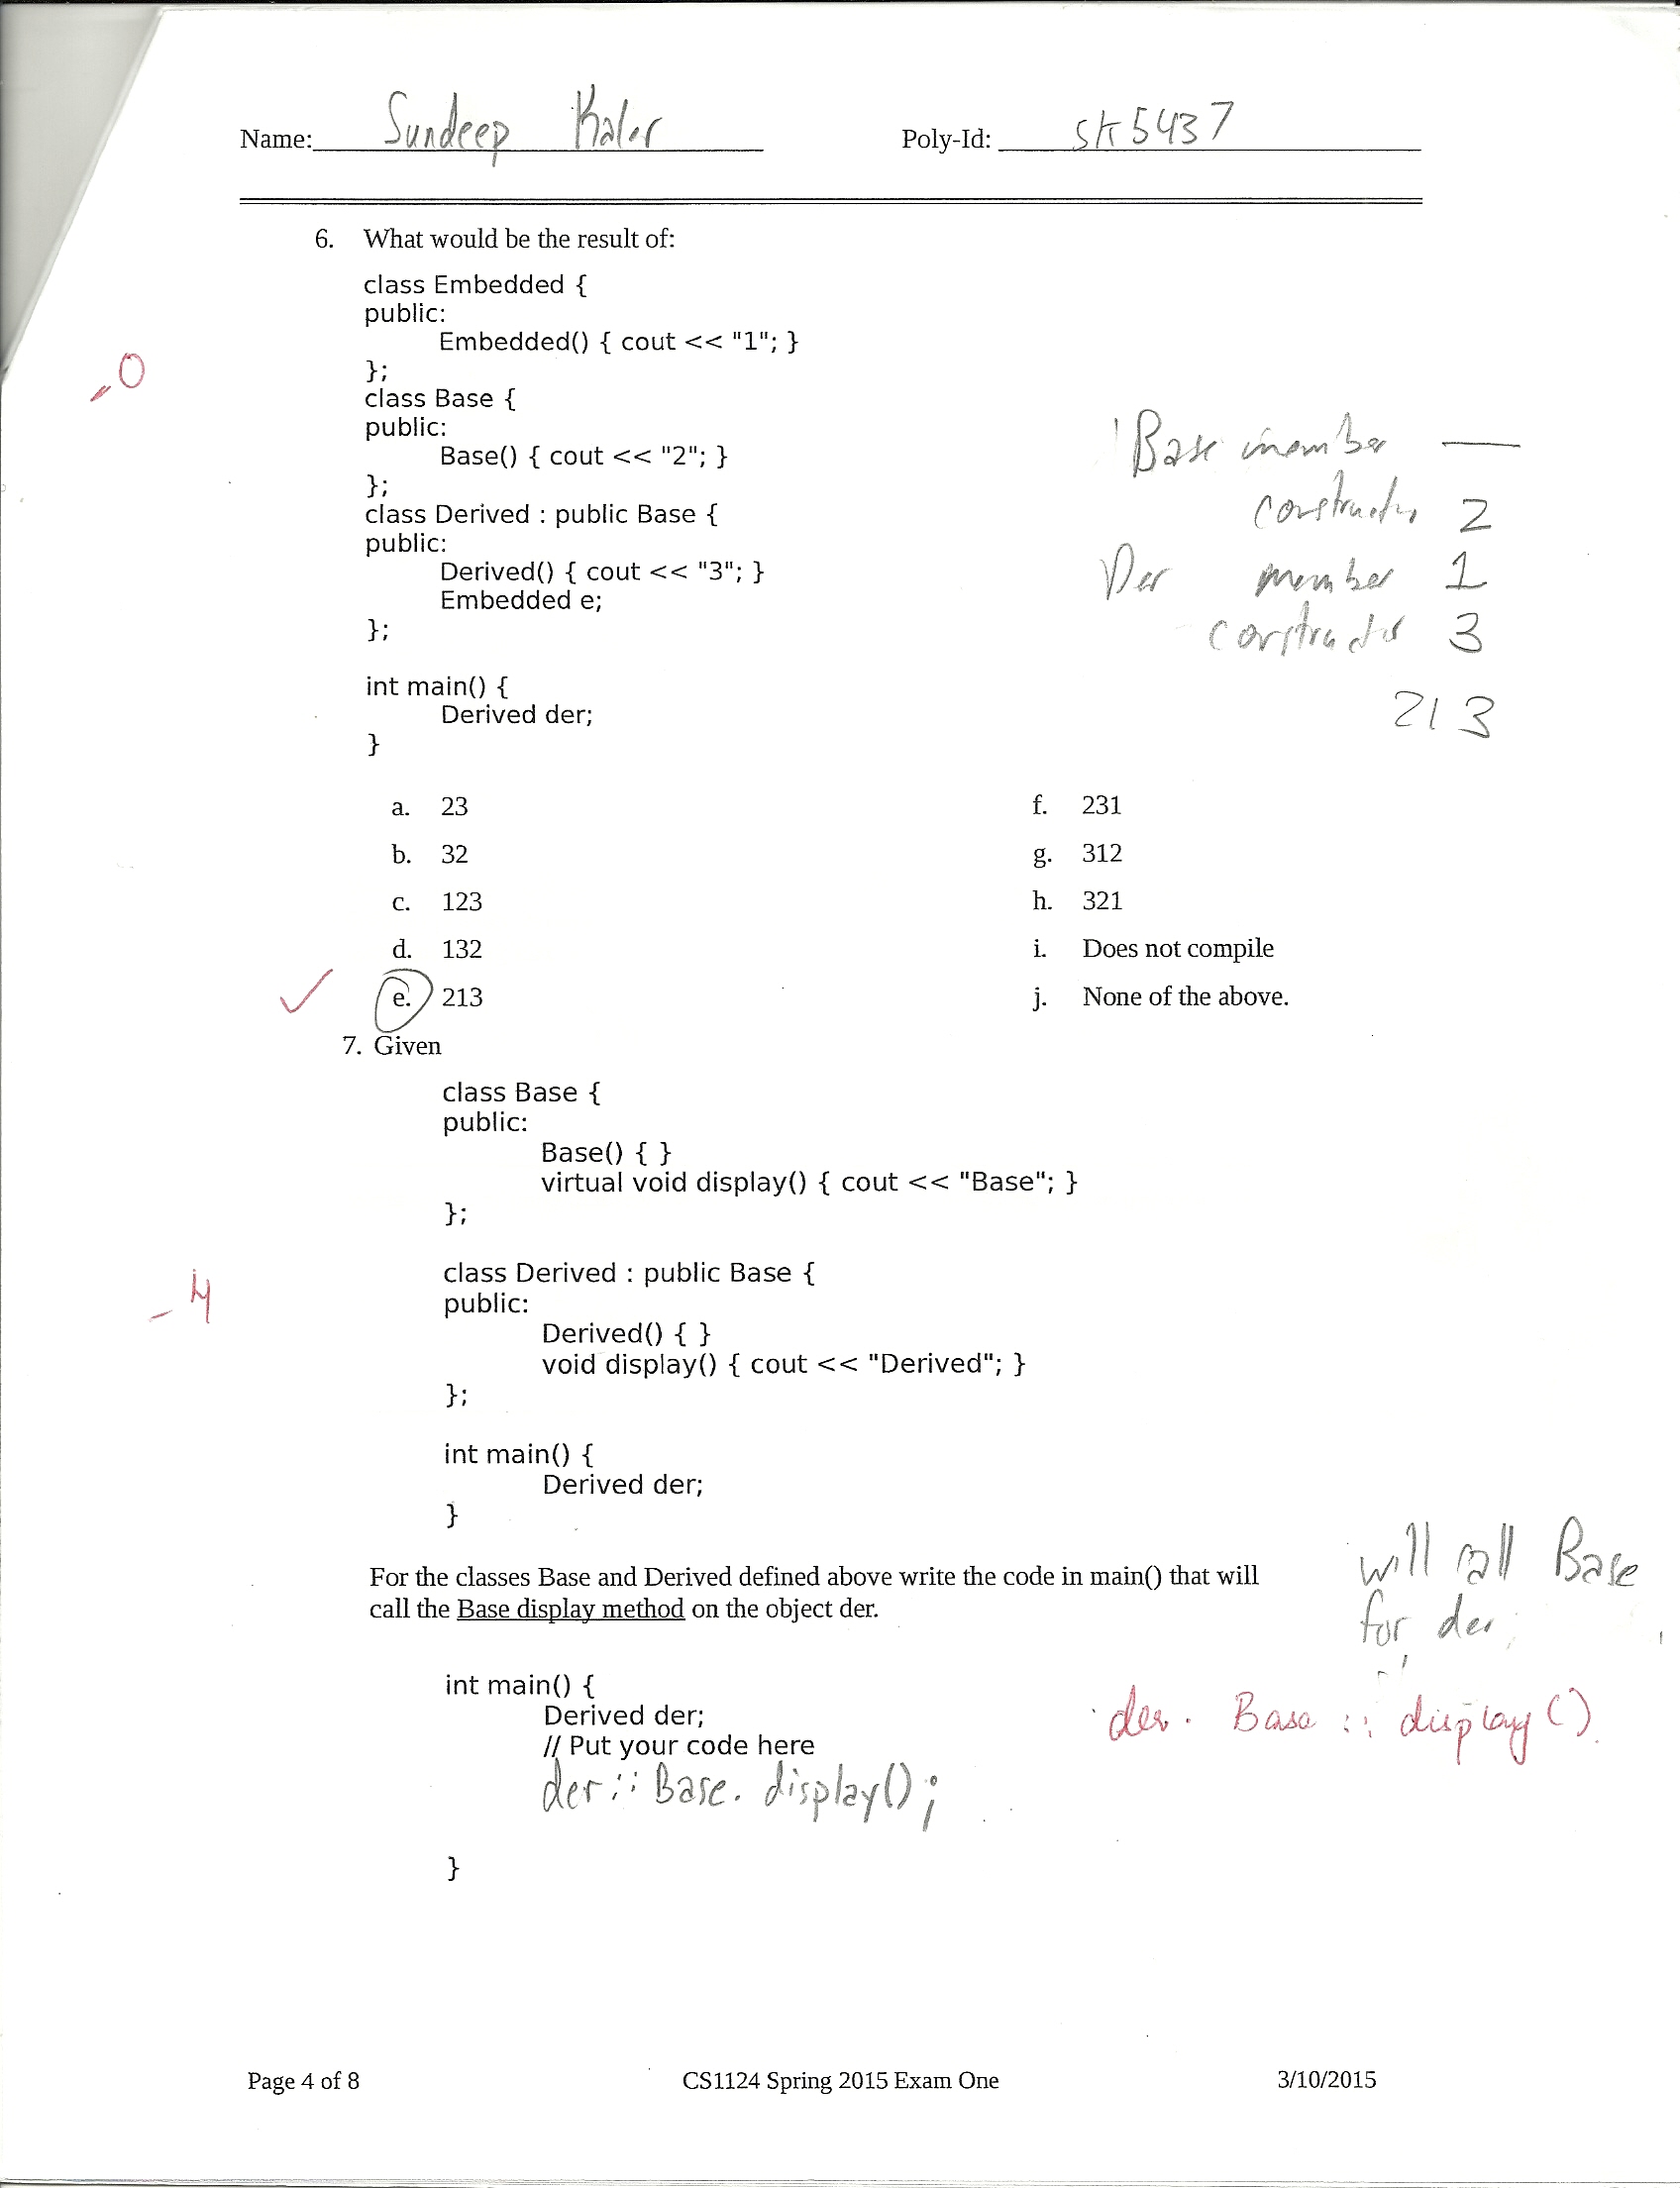 Name: Sundeep Kaler Poly-Id: sk5437
6. What would be the result of:
class Embedded {
public:
Embedded() { cout << "1"; }
};
-0
class Base {
public:
Base() { cout << "2"; }
};
class Derived : public Base {
public:
Derived() { cout << "3"; }
Embedded e;
};
int main() {
Derived der;
}
Base member —
constructor 2
Der member 1
constructor 3
213
a. 23
b. 32
c. 123
d. 132
e. 213
f. 231
g. 312
h. 321
i. Does not compile
j. None of the above.
7. Given
class Base {
public:
Base() { }
virtual void display() { cout << "Base"; }
};
class Derived : public Base {
-4
public:
Derived() { }
void display() { cout << "Derived"; }
};
int main() {
Derived der;
}
For the classes Base and Derived defined above write the code in main() that will
call the Base display method on the object der.
will call Base
for der
int main() {
Derived der;
// Put your code here
der::Base.display();
}
der. Base :: display()
Page 4 of 8 CS1124 Spring 2015 Exam One 3/10/2015